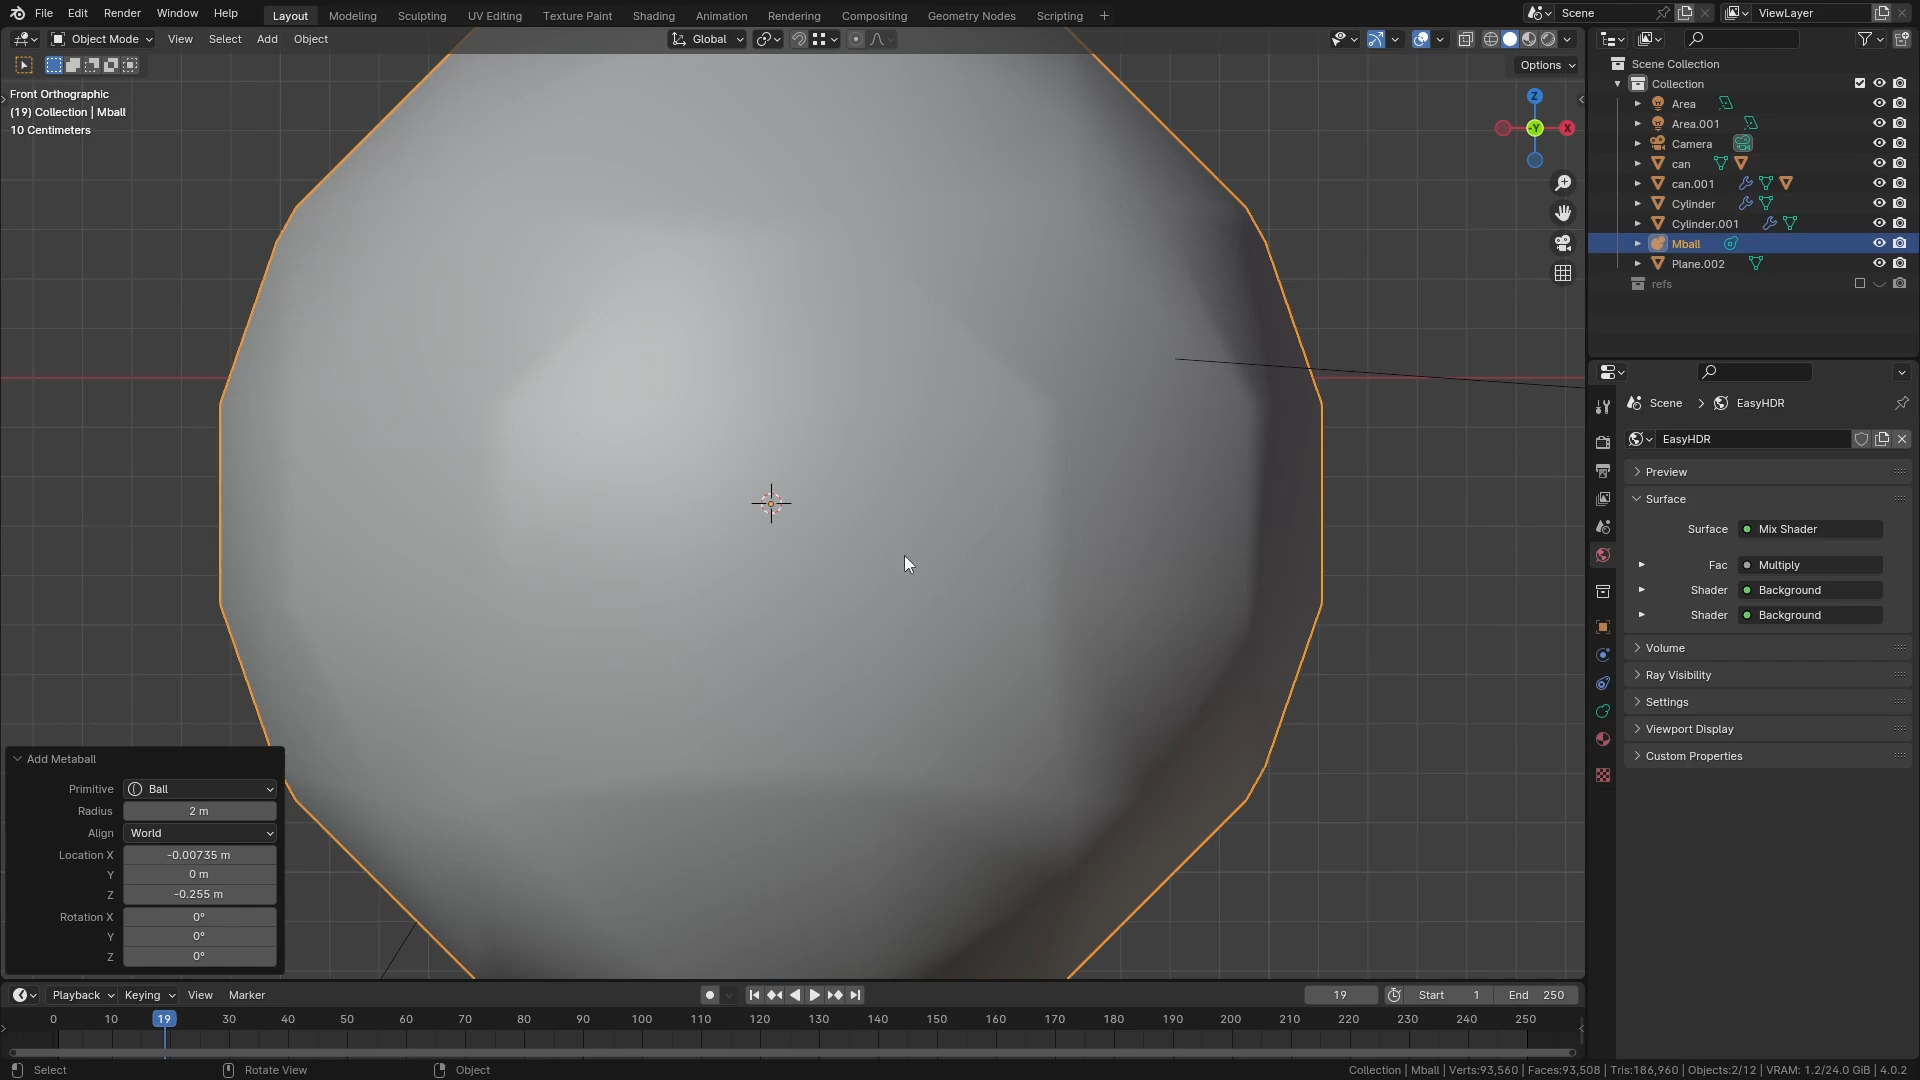 File Edit Render Window Help
Layout Modeling Sculpting UV Editing Texture Paint Shading Animation Rendering Compositing Geometry Nodes Scripting +
Scene
ViewLayer
Object Mode View Select Add Object
Global
Options
Front Orthographic
(19) Collection | Mball
10 Centimeters
Z
-Y
X
Scene Collection
Collection
Area
Area.001
Camera
can
can.001
Cylinder
Cylinder.001
Mball
Plane.002
refs
Scene > EasyHDR
EasyHDR
Preview
Surface
Surface Mix Shader
Fac Multiply
Shader Background
Shader Background
Volume
Ray Visibility
Settings
Viewport Display
Custom Properties
Add Metaball
Primitive Ball
Radius 2 m
Align World
Location X -0.00735 m
Y 0 m
Z -0.255 m
Rotation X 0°
Y 0°
Z 0°
Playback Keying View Marker
19 Start 1 End 250
0 10 19 30 40 50 60 70 80 90 100 110 120 130 140 150 160 170 180 190 200 210 220 230 240 250
Select Rotate View Object
Collection | Mball | Verts:93,560 | Faces:93,508 | Tris:186,960 | Objects:2/12 | VRAM: 1.2/24.0 GiB | 4.0.2